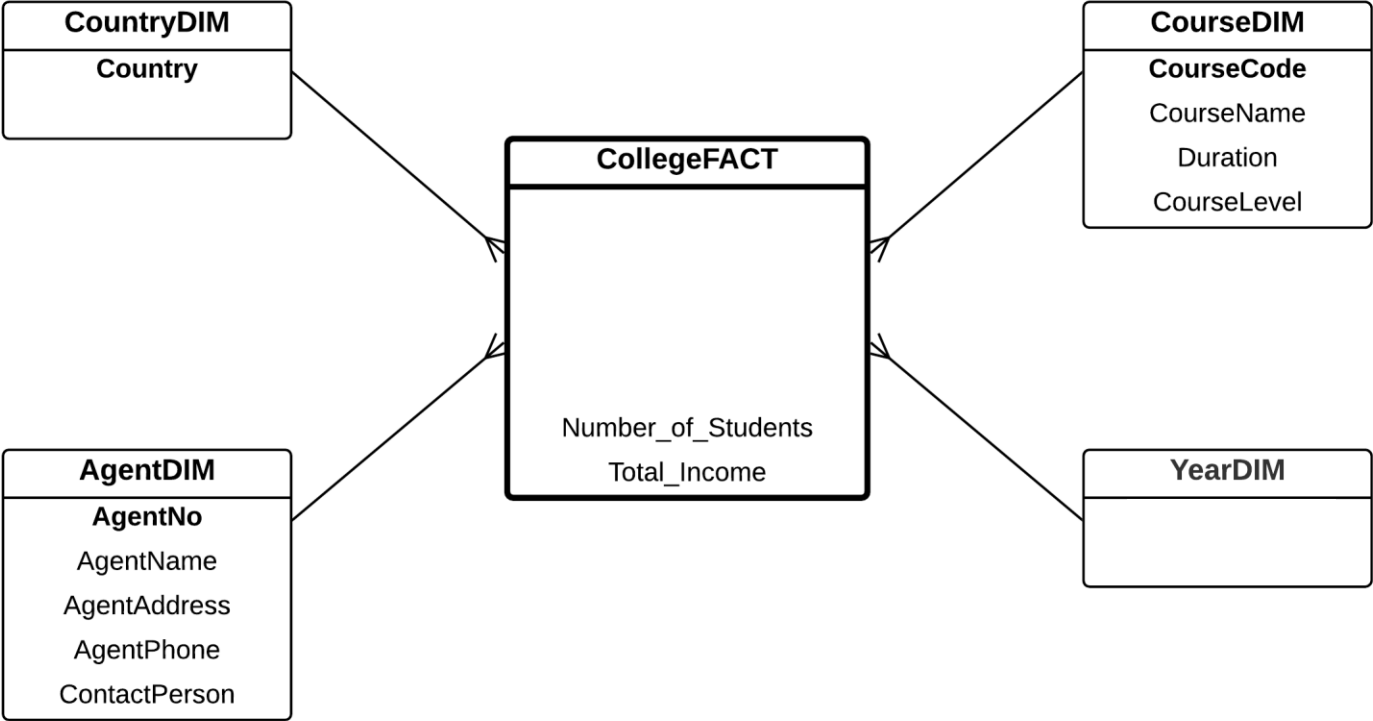 CountryDIM
Country
CourseDIM
CourseCode
CourseName
Duration
CourseLevel
CollegeFACT
Number_of_Students
Total_Income
AgentDIM
AgentNo
AgentName
AgentAddress
AgentPhone
ContactPerson
YearDIM